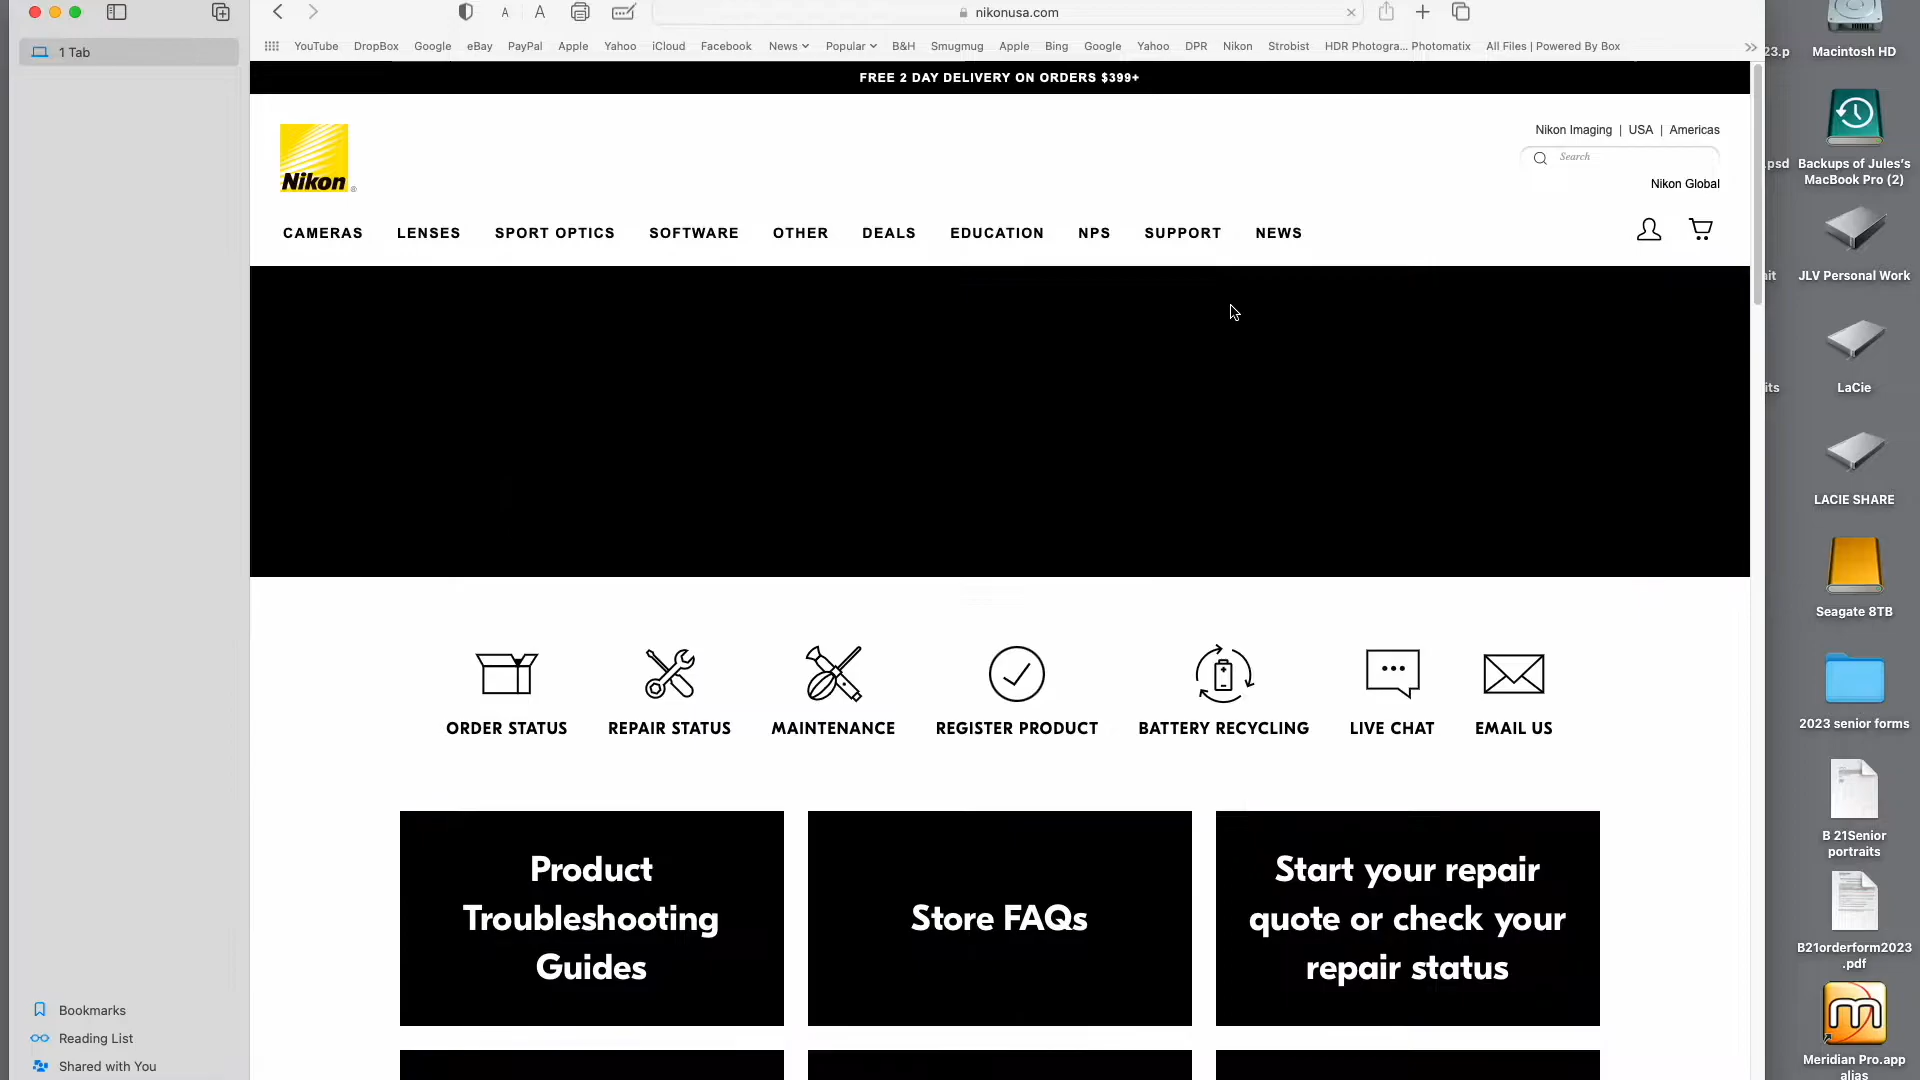 nikonusa.com
1 Tab
YouTube DropBox Google eBay PayPal Apple Yahoo iCloud Facebook News Popular B&H Smugmug Apple Bing Google Yahoo DPR Nikon Strobist HDR Photogra... Photomatix All Files | Powered By Box
FREE 2 DAY DELIVERY ON ORDERS $399+
Nikon
Nikon Imaging | USA | Americas
Search
Nikon Global
CAMERAS LENSES SPORT OPTICS SOFTWARE OTHER DEALS EDUCATION NPS SUPPORT NEWS
ORDER STATUS REPAIR STATUS MAINTENANCE REGISTER PRODUCT BATTERY RECYCLING LIVE CHAT EMAIL US
Product
Troubleshooting
Guides
Store FAQs
Start your repair
quote or check your
repair status
Bookmarks
Reading List
Shared with You
23.p
Macintosh HD
.psd
Backups of Jules’s
MacBook Pro (2)
JLV Personal Work
its
LaCie
LACIE SHARE
Seagate 8TB
2023 senior forms
B 21Senior
portraits
B21orderform2023
.pdf
Meridian Pro.app
alias